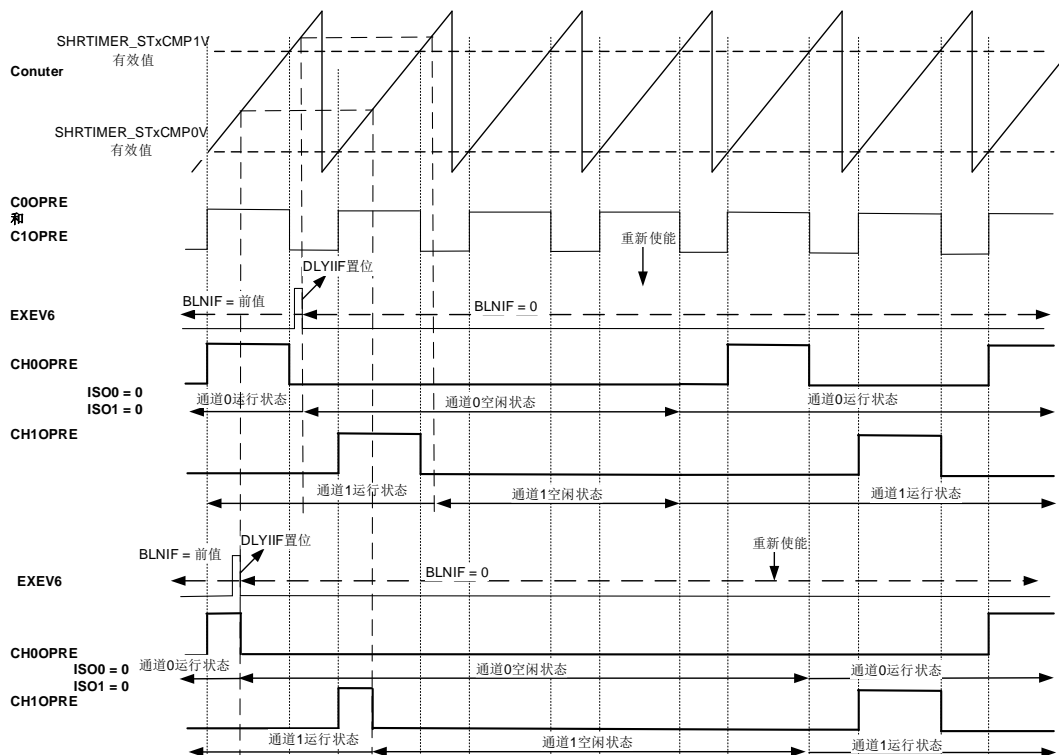 SHRTIMER_STxCMP1V
有效值
Conuter
SHRTIMER_STxCMP0V
有效值
C0OPRE
和
C1OPRE
重新使能
DLYIIF置位
BLNIF = 前值
BLNIF = 0
EXEV6
CH0OPRE
ISO0 = 0
ISO1 = 0
通道0运行状态
通道0空闲状态
通道0运行状态
CH1OPRE
通道1运行状态
通道1空闲状态
通道1运行状态
DLYIIF置位
重新使能
BLNIF = 前值
BLNIF = 0
EXEV6
CH0OPRE
ISO0 = 0
ISO1 = 0
通道0运行状态
通道0空闲状态
通道0运行状态
CH1OPRE
通道1运行状态
通道1空闲状态
通道1运行状态